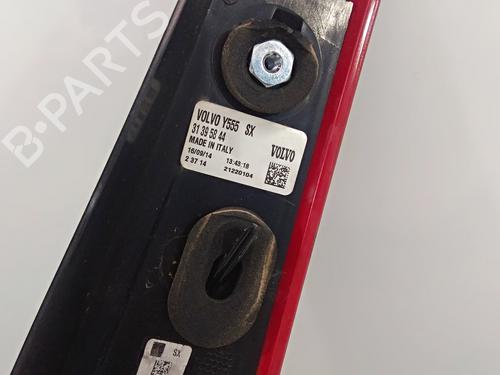 B-PARTS
VOLVO Y555 SX
31 39 58 44
MADE IN ITALY
VOLVO
16/09/14 13:43:18
2 37 14 21220104
SX